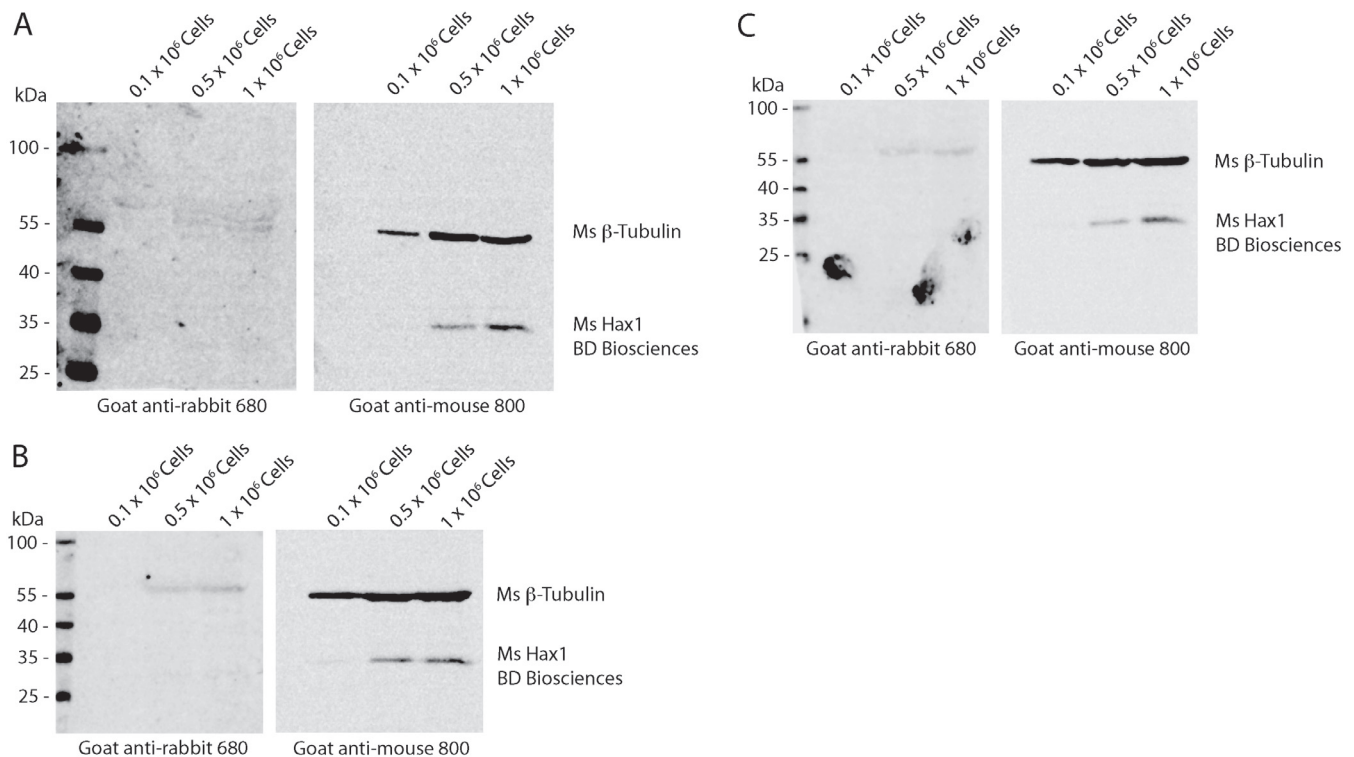 A
0.1 x 10⁶ Cells
0.5 x 10⁶ Cells
1 x 10⁶ Cells
0.1 x 10⁶ Cells
0.5 x 10⁶ Cells
1 x 10⁶ Cells
kDa
100 -
55 -
40 -
35 -
25 -
Ms β-Tubulin
Ms Hax1
BD Biosciences
Goat anti-rabbit 680
Goat anti-mouse 800
B
0.1 x 10⁶ Cells
0.5 x 10⁶ Cells
1 x 10⁶ Cells
0.1 x 10⁶ Cells
0.5 x 10⁶ Cells
1 x 10⁶ Cells
kDa
100 -
55 -
40 -
35 -
25 -
Ms β-Tubulin
Ms Hax1
BD Biosciences
Goat anti-rabbit 680
Goat anti-mouse 800
C
0.1 x 10⁶ Cells
0.5 x 10⁶ Cells
1 x 10⁶ Cells
0.1 x 10⁶ Cells
0.5 x 10⁶ Cells
1 x 10⁶ Cells
kDa
100 -
55 -
40 -
35 -
25 -
Ms β-Tubulin
Ms Hax1
BD Biosciences
Goat anti-rabbit 680
Goat anti-mouse 800